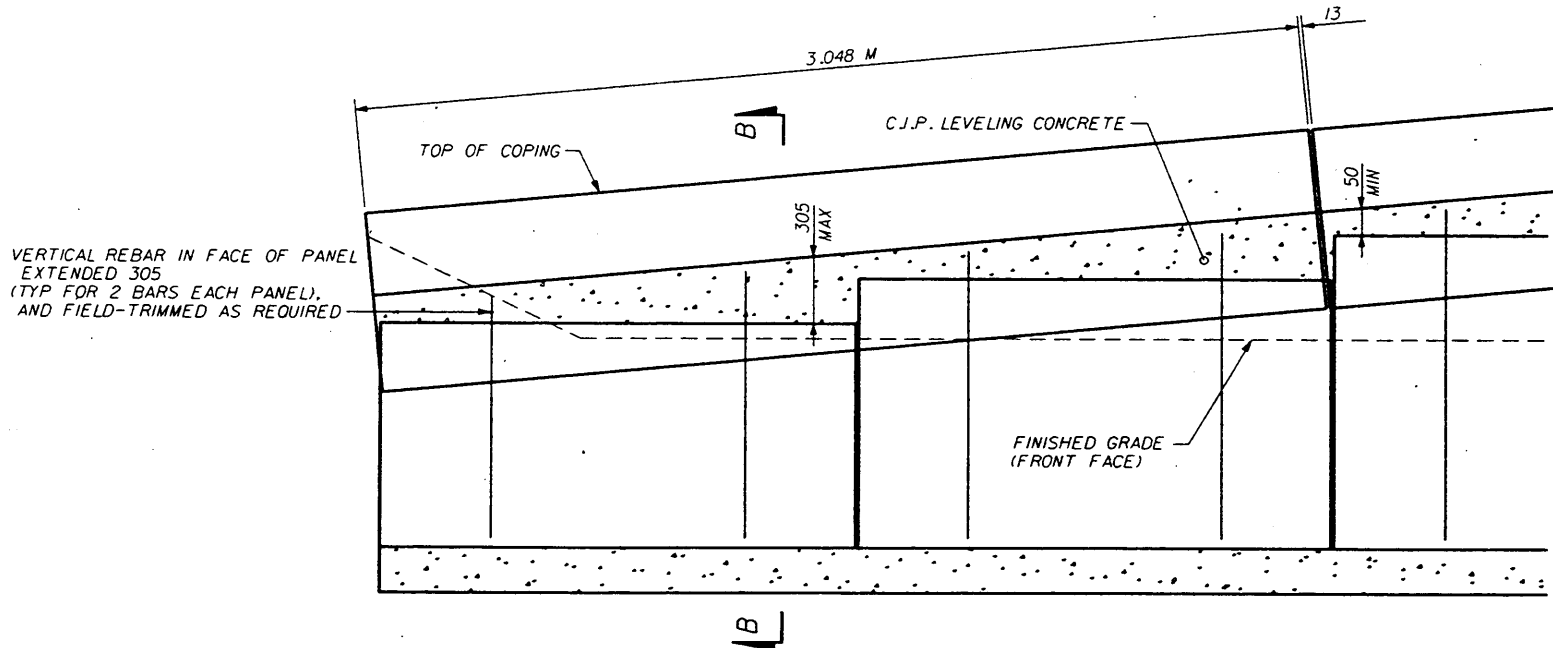 13
3.048 M
B
C.I.P. LEVELING CONCRETE
TOP OF COPING
305
MAX
50
MIN
VERTICAL REBAR IN FACE OF PANEL
EXTENDED 305
(TYP FOR 2 BARS EACH PANEL),
AND FIELD-TRIMMED AS REQUIRED
FINISHED GRADE
(FRONT FACE)
B